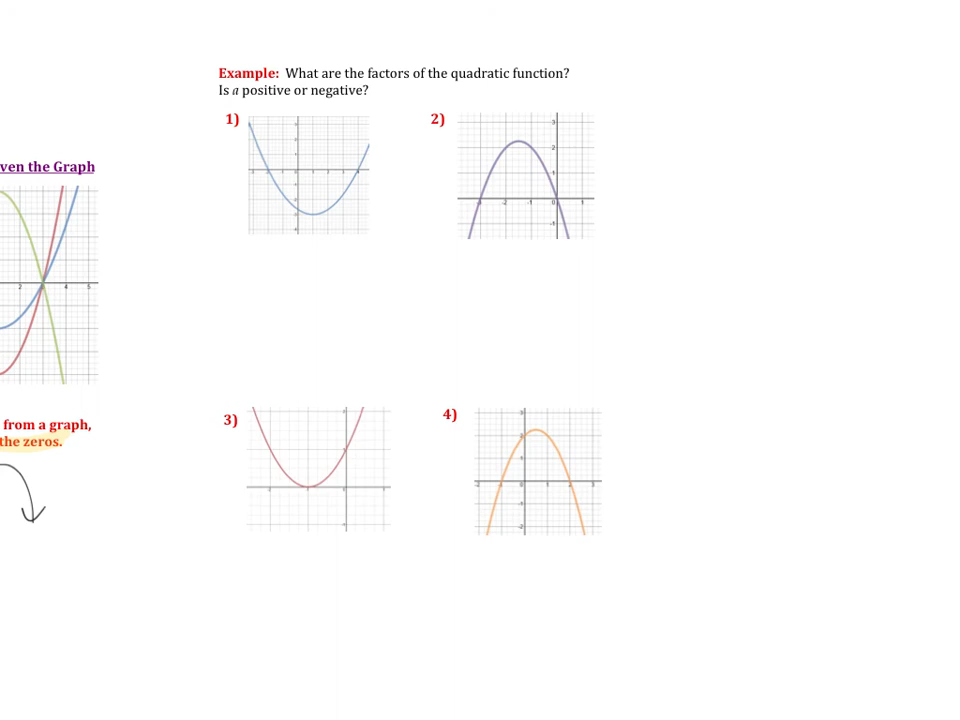 Example: What are the factors of the quadratic function?
Is a positive or negative?
1)
2)
ven the Graph
from a graph,
the zeros.
3)
4)